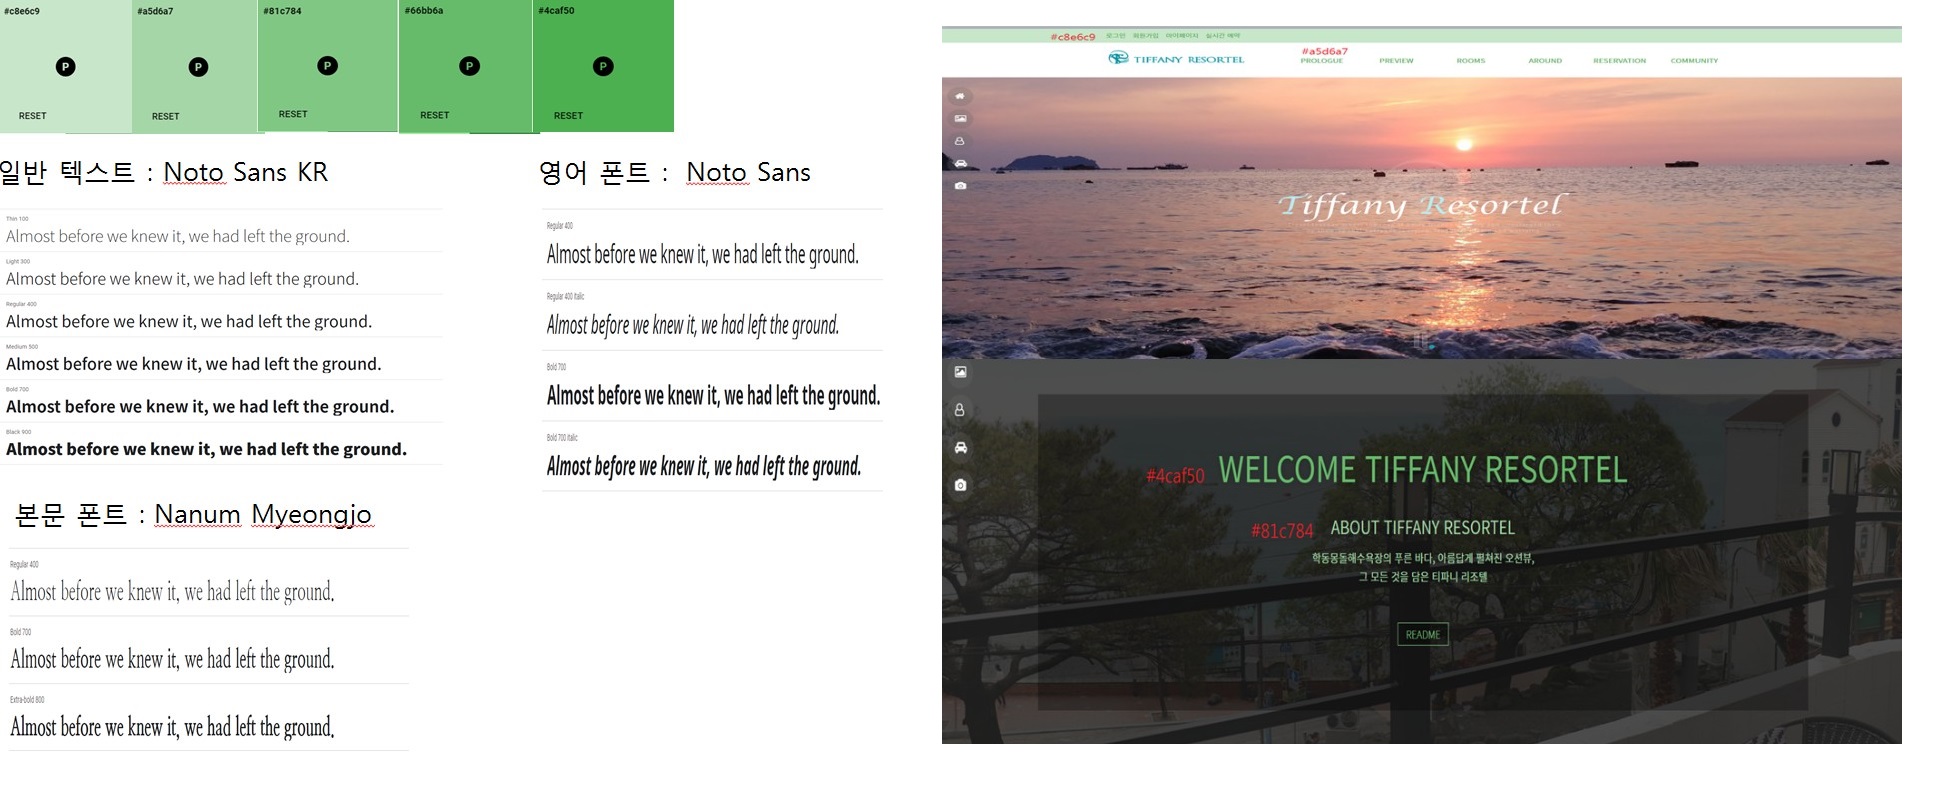 #c8e6c9
#a5d6a7
#81c784
#66bb6a
#4caf50
P
P
P
P
P
RESET
RESET
RESET
RESET
RESET
일반 텍스트 : Noto Sans KR
Thin 100
Almost before we knew it, we had left the ground.
Light 300
Almost before we knew it, we had left the ground.
Regular 400
Almost before we knew it, we had left the ground.
Medium 500
Almost before we knew it, we had left the ground.
Bold 700
Almost before we knew it, we had left the ground.
Black 900
Almost before we knew it, we had left the ground.
영어 폰트 : Noto Sans
Regular 400
Almost before we knew it, we had left the ground.
Regular 400 Italic
Almost before we knew it, we had left the ground.
Bold 700
Almost before we knew it, we had left the ground.
Bold 700 Italic
Almost before we knew it, we had left the ground.
본문 폰트 : Nanum Myeongjo
Regular 400
Almost before we knew it, we had left the ground.
Bold 700
Almost before we knew it, we had left the ground.
Extra-bold 800
Almost before we knew it, we had left the ground.
#c8e6c9 로그인 회원가입 마이페이지 실시간 예약
#a5d6a7
TIFFANY RESORTEL
PROLOGUE PREVIEW ROOMS AROUND RESERVATION COMMUNITY
Tiffany Resortel
#4caf50 WELCOME TIFFANY RESORTEL
#81c784 ABOUT TIFFANY RESORTEL
학동몽돌해수욕장의 푸른 바다, 아름답게 펼쳐진 오션뷰,
그 모든 것을 담은 티파니 리조텔
README